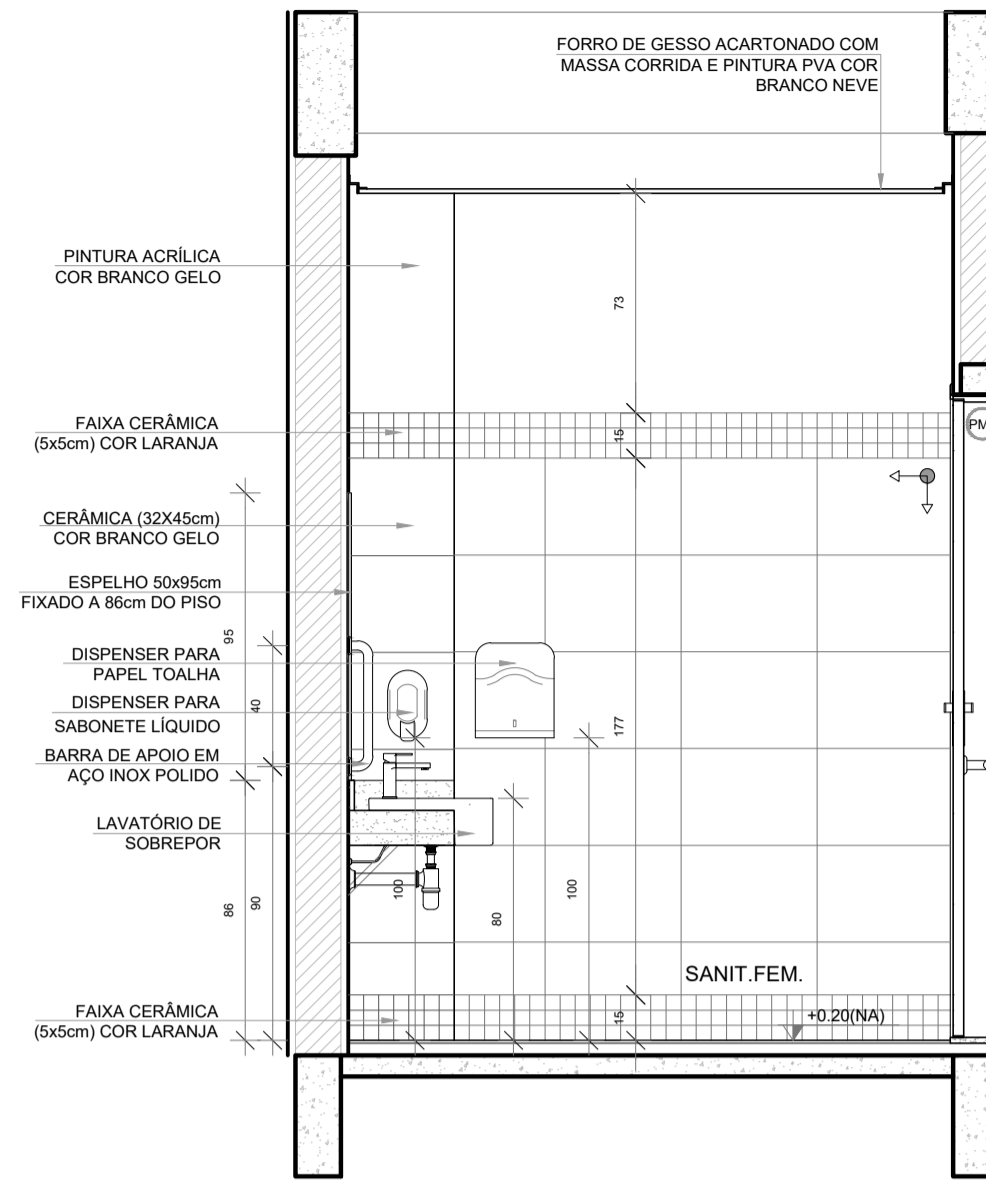 FORRO DE GESSO ACARTONADO COM
MASSA CORRIDA E PINTURA PVA COR
BRANCO NEVE
PINTURA ACRÍLICA
COR BRANCO GELO
73
FAIXA CERÂMICA
(5x5cm) COR LARANJA
15
PM
CERÂMICA (32X45cm)
COR BRANCO GELO
ESPELHO 50x95cm
FIXADO A 86cm DO PISO
95
DISPENSER PARA
PAPEL TOALHA
DISPENSER PARA
SABONETE LÍQUIDO
40
177
BARRA DE APOIO EM
AÇO INOX POLIDO
LAVATÓRIO DE
SOBREPOR
86
90
100
80
100
SANIT.FEM.
FAIXA CERÂMICA
(5x5cm) COR LARANJA
15
+0.20(NA)